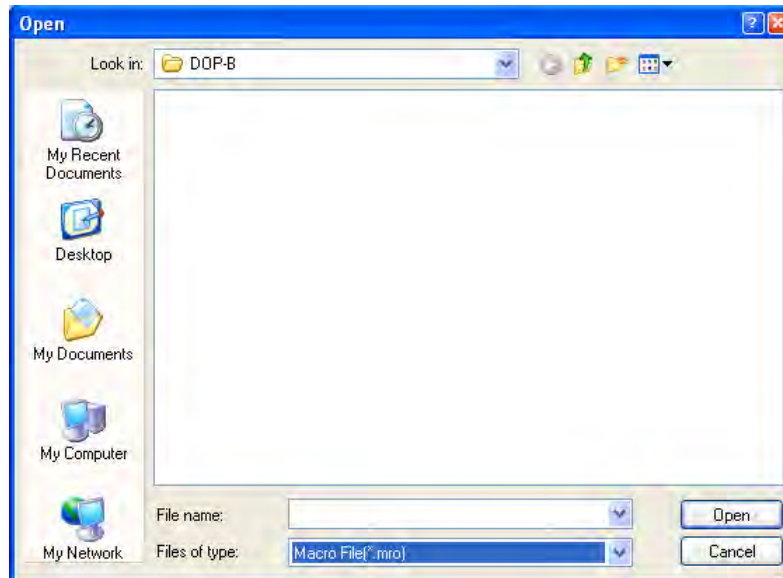 Open
Look in: DOP-B
My Recent
Documents
Desktop
My Documents
My Computer
My Network
File name:
Open
Files of type: Macro File(*.mro)
Cancel